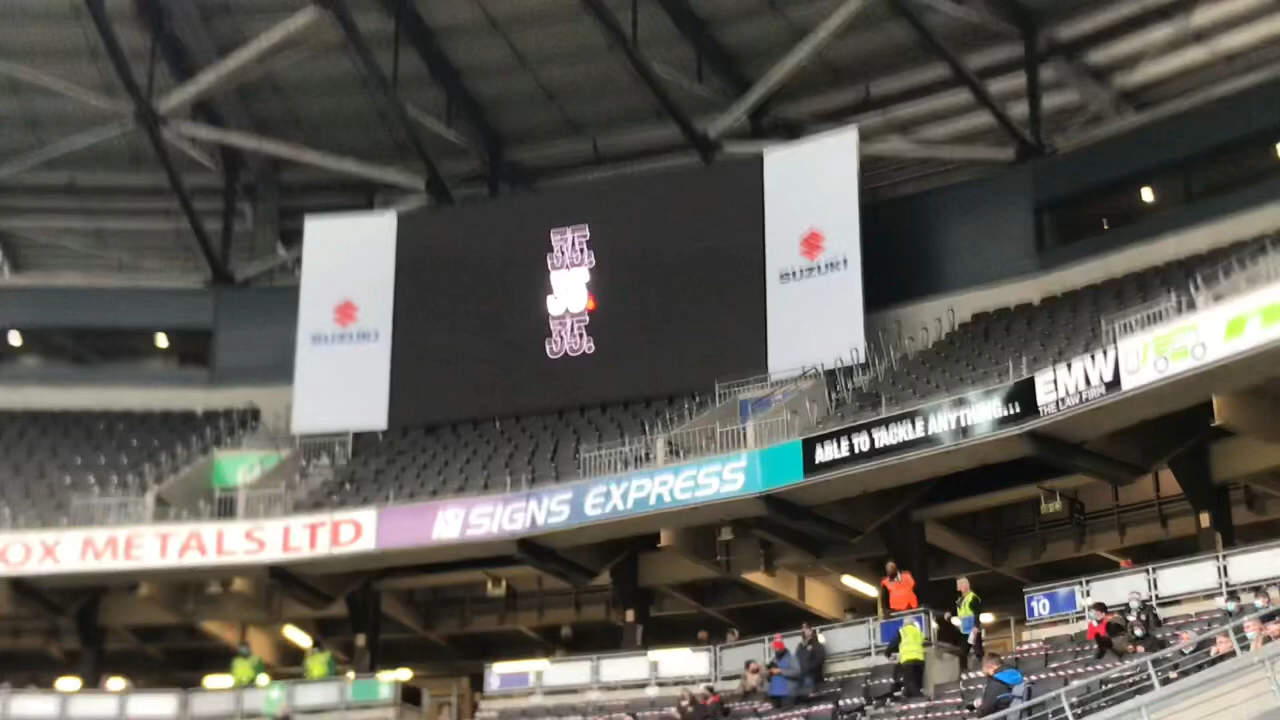 35.
35.
35.
SUZUKI
SUZUKI
OX METALS LTD
SIGNS EXPRESS
ABLE TO TACKLE ANYTHING...
EMW
THE LAW FIRM
10